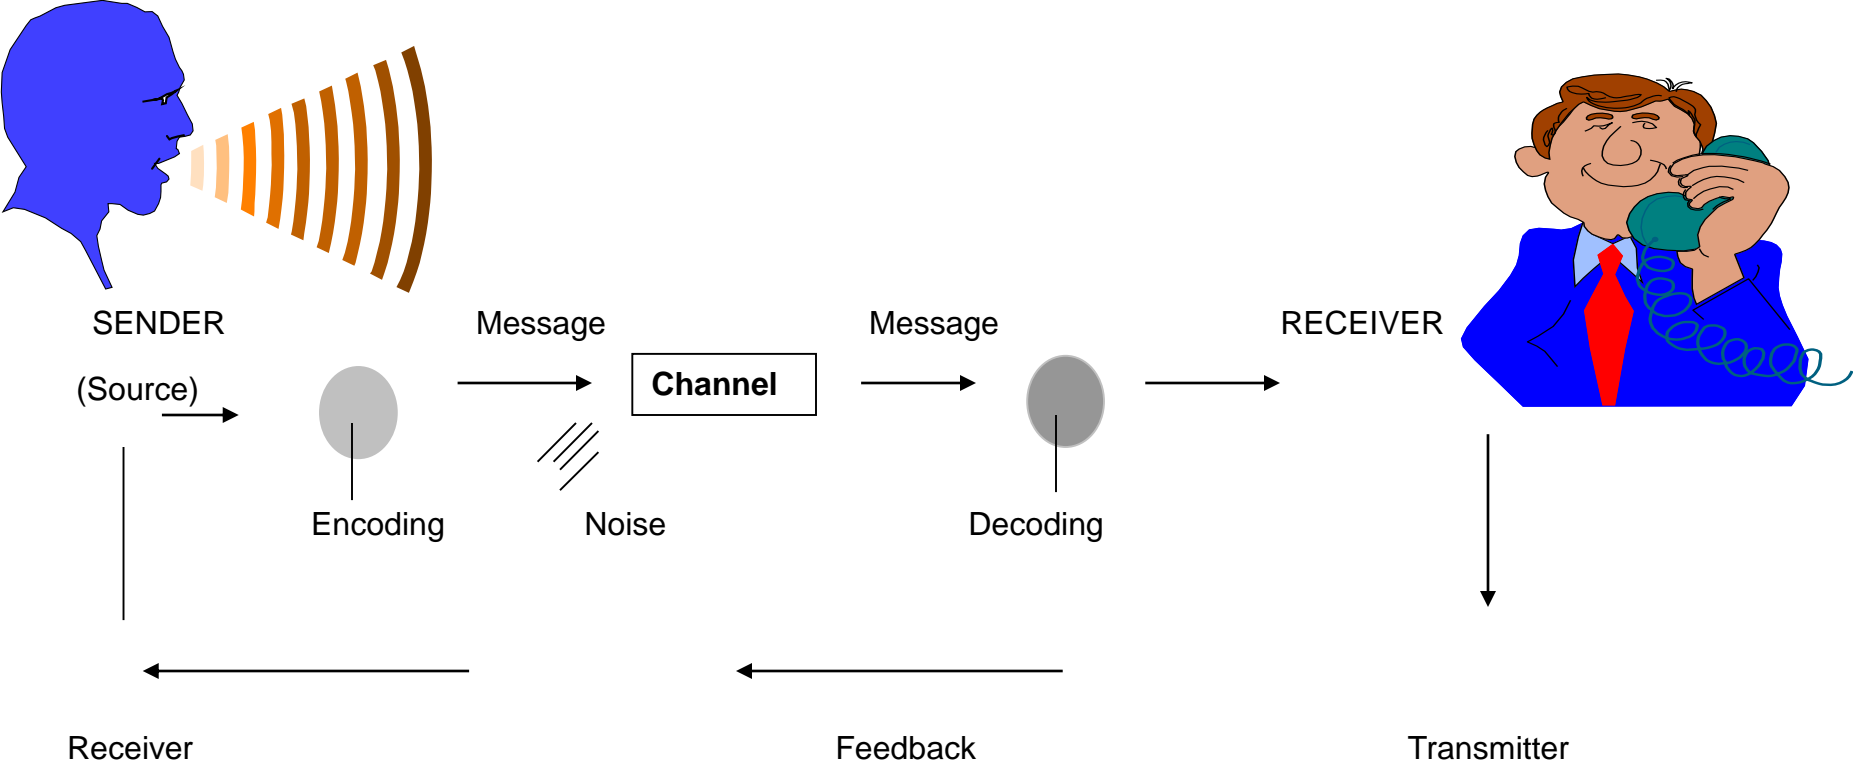 SENDER Message Message RECEIVER
(Source) Channel
Encoding Noise Decoding
Receiver Feedback Transmitter